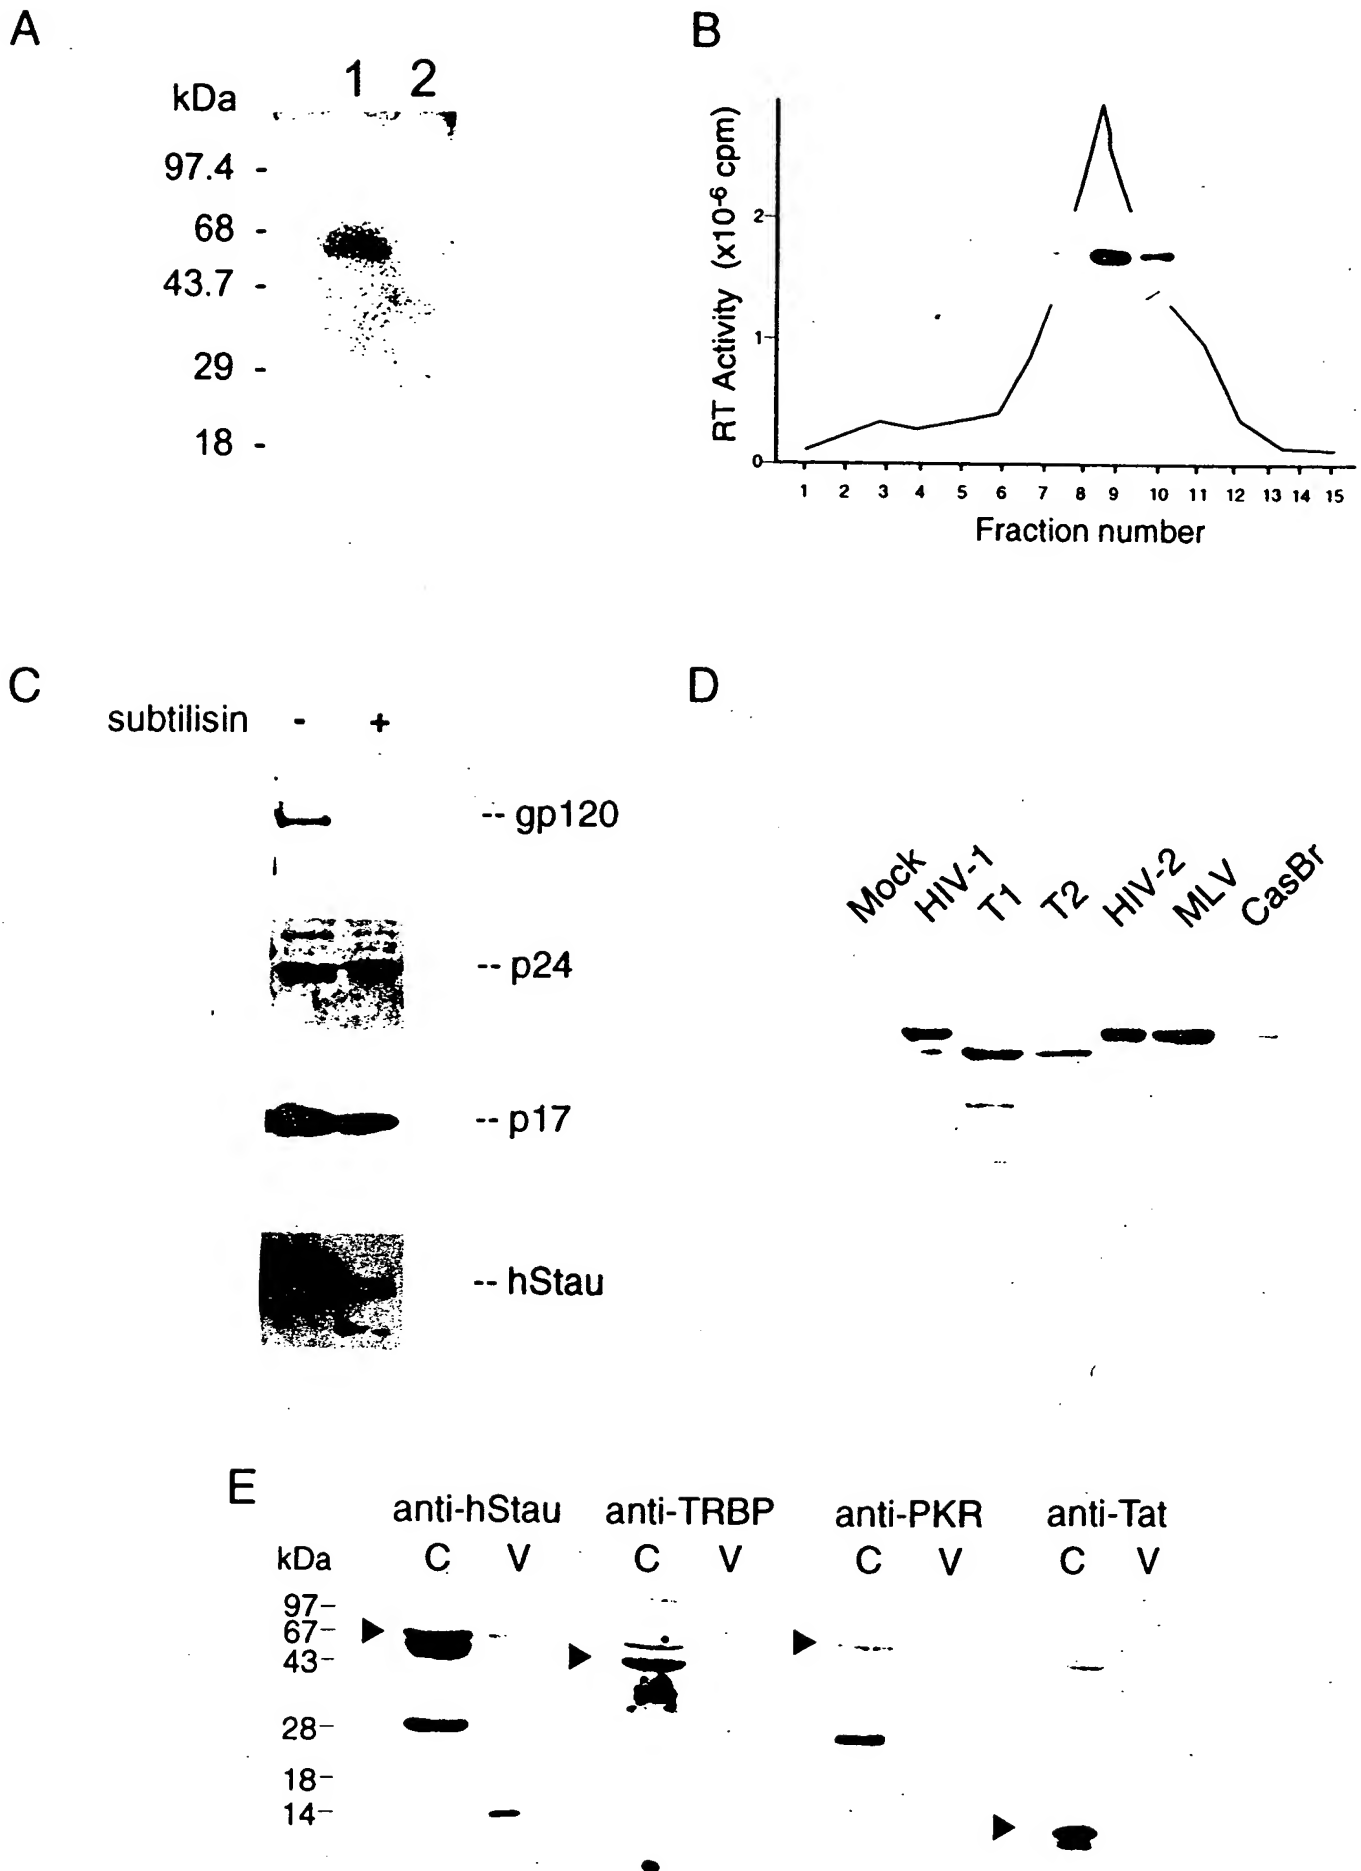 A
1 2
kDa
97.4 -
68 -
43.7 -
29 -
18 -
B
RT Activity (x10-6 cpm)
2
1
0
1 2 3 4 5 6 7 8 9 10 11 12 13 14 15
Fraction number
C
subtilisin - +
-- gp120
-- p24
-- p17
-- hStau
D
Mock HIV-1 T1 T2 HIV-2 MLV CasBr
E
anti-hStau anti-TRBP anti-PKR anti-Tat
kDa C V C V C V C V
97-
67-
43-
28-
18-
14-